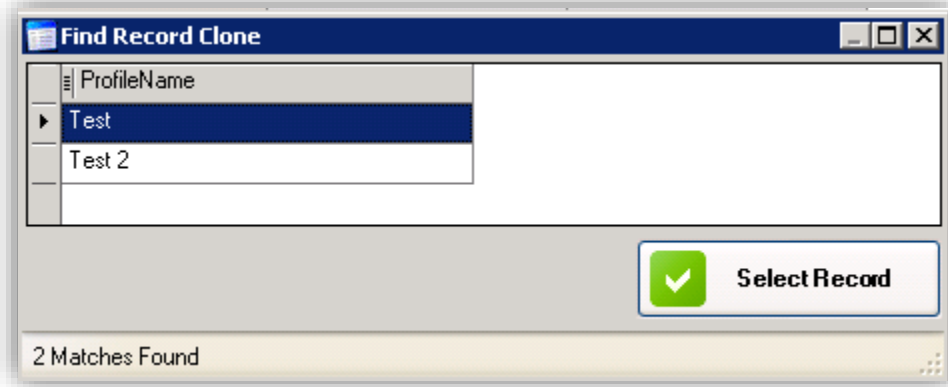 Find Record Clone
ProfileName
Test
Test 2
Select Record
2 Matches Found